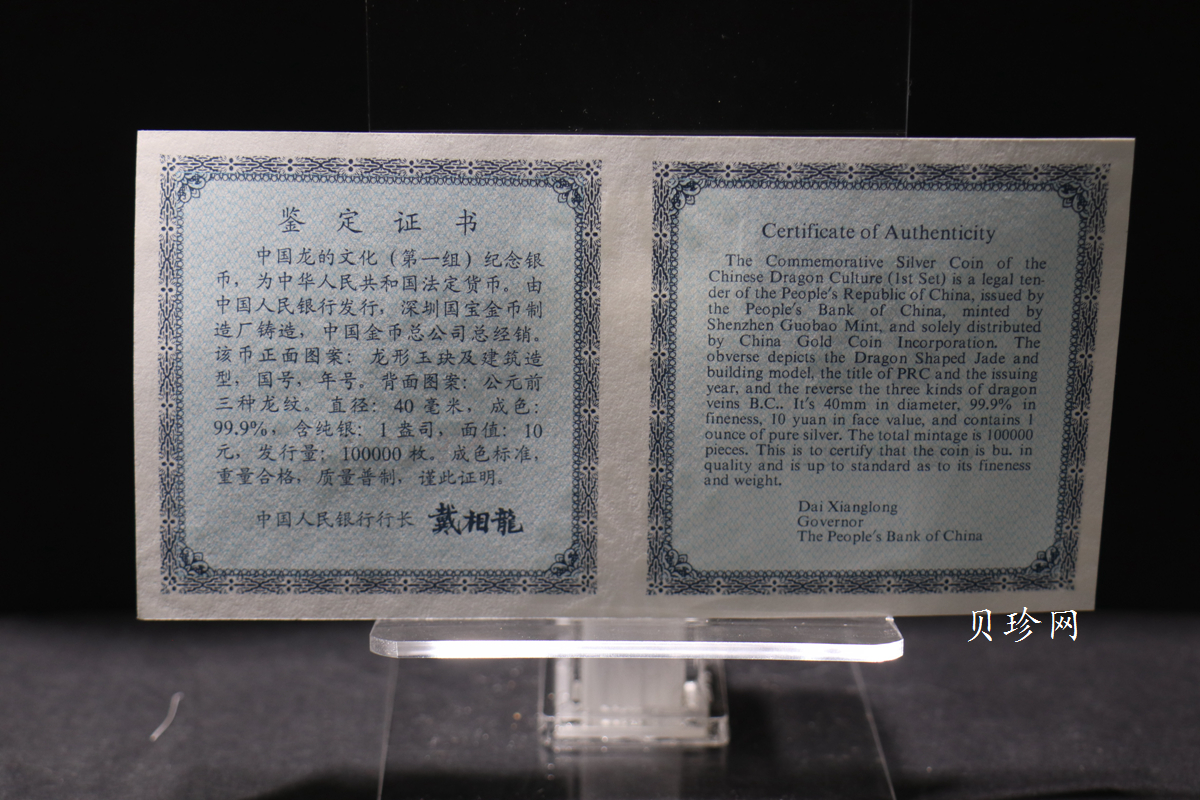 鉴定证书
中国龙的文化（第一组）纪念银
币，为中华人民共和国法定货币。由
中国人民银行发行，深圳国宝金币制
造厂铸造，中国金币总公司总经销。
该币正面图案：龙形玉玦及建筑造
型，国号，年号。背面图案：公元前
三种龙纹。直径：40毫米，成色：
99.9%，含纯银：1盎司，面值：10
元，发行量：100000枚。成色标准，
重量合格，质量普制，谨此证明。
中国人民银行行长 戴相龍
Certificate of Authenticity
The Commemorative Silver Coin of the
Chinese Dragon Culture (1st Set) is a legal ten-
der of the People's Republic of China, issued by
the People's Bank of China, minted by
Shenzhen Guobao Mint, and solely distributed
by China Gold Coin Incorporation. The
obverse depicts the Dragon Shaped Jade and
building model, the title of PRC and the issuing
year, and the reverse the three kinds of dragon
veins B.C.. It's 40mm in diameter, 99.9% in
fineness, 10 yuan in face value, and contains 1
ounce of pure silver. The total mintage is 100000
pieces. This is to certify that the coin is bu. in
quality and is up to standard as to its fineness
and weight.
Dai Xianglong
Governor
The People's Bank of China
贝珍网